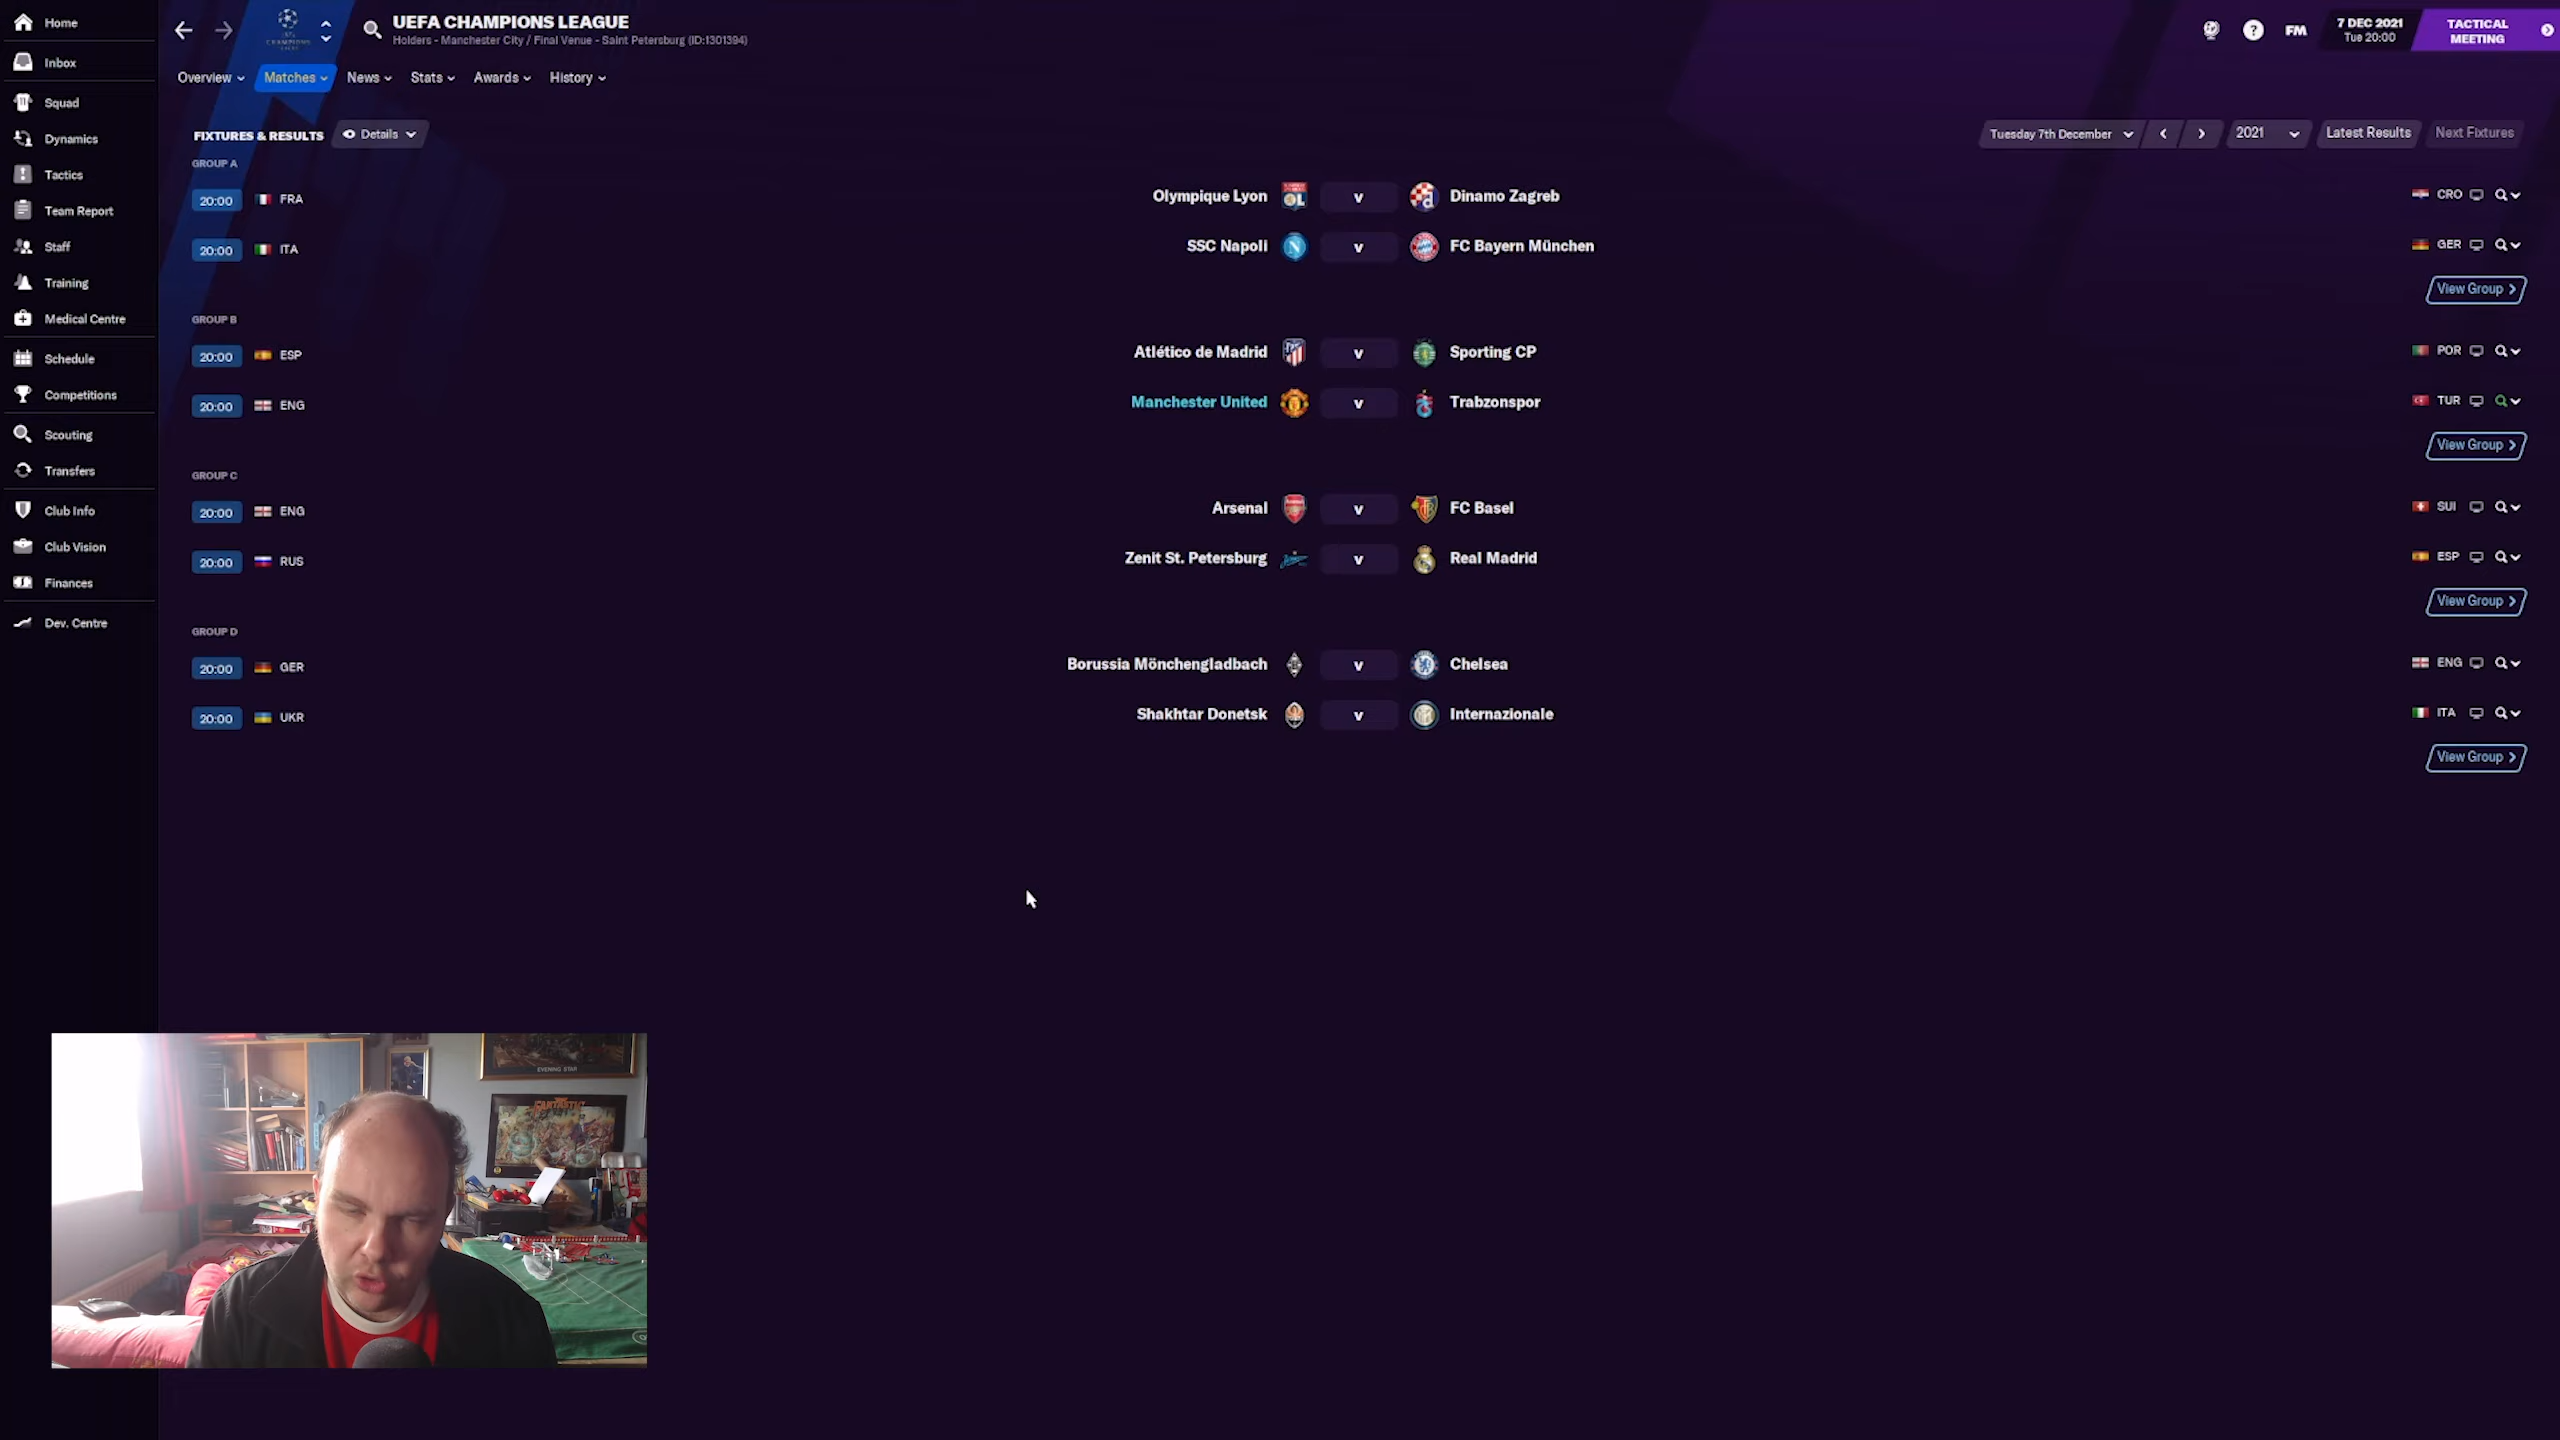 Home
Inbox
Squad
Dynamics
Tactics
Team Report
Staff
Training
Medical Centre
Schedule
Competitions
Scouting
Transfers
Club Info
Club Vision
Finances
Dev. Centre
UEFA CHAMPIONS LEAGUE
Holders - Manchester City / Final Venue - Saint Petersburg (ID:1301394)
FM
7 DEC 2021
Tue 20:00
TACTICAL
MEETING
Overview Matches News Stats Awards History
FIXTURES & RESULTS Details Tuesday 7th December 2021 Latest Results Next Fixtures
GROUP A
20:00 FRA Olympique Lyon v Dinamo Zagreb CRO
20:00 ITA SSC Napoli v FC Bayern München GER
View Group
GROUP B
20:00 ESP Atlético de Madrid v Sporting CP POR
20:00 ENG Manchester United v Trabzonspor TUR
View Group
GROUP C
20:00 ENG Arsenal v FC Basel SUI
20:00 RUS Zenit St. Petersburg v Real Madrid ESP
View Group
GROUP D
20:00 GER Borussia Mönchengladbach v Chelsea ENG
20:00 UKR Shakhtar Donetsk v Internazionale ITA
View Group
EVENING STAR
FANTASTIC